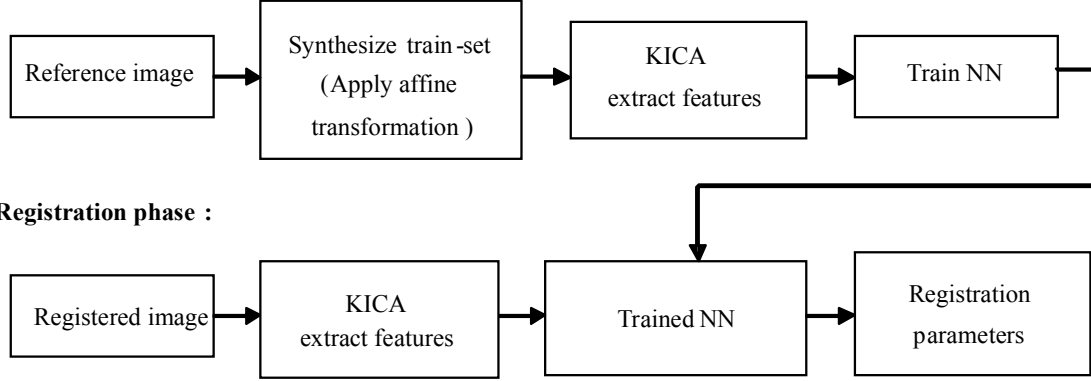 Reference image
Synthesize train-set
(Apply affine
transformation )
KICA
extract features
Train NN
Registration phase :
Registered image
KICA
extract features
Trained NN
Registration
parameters